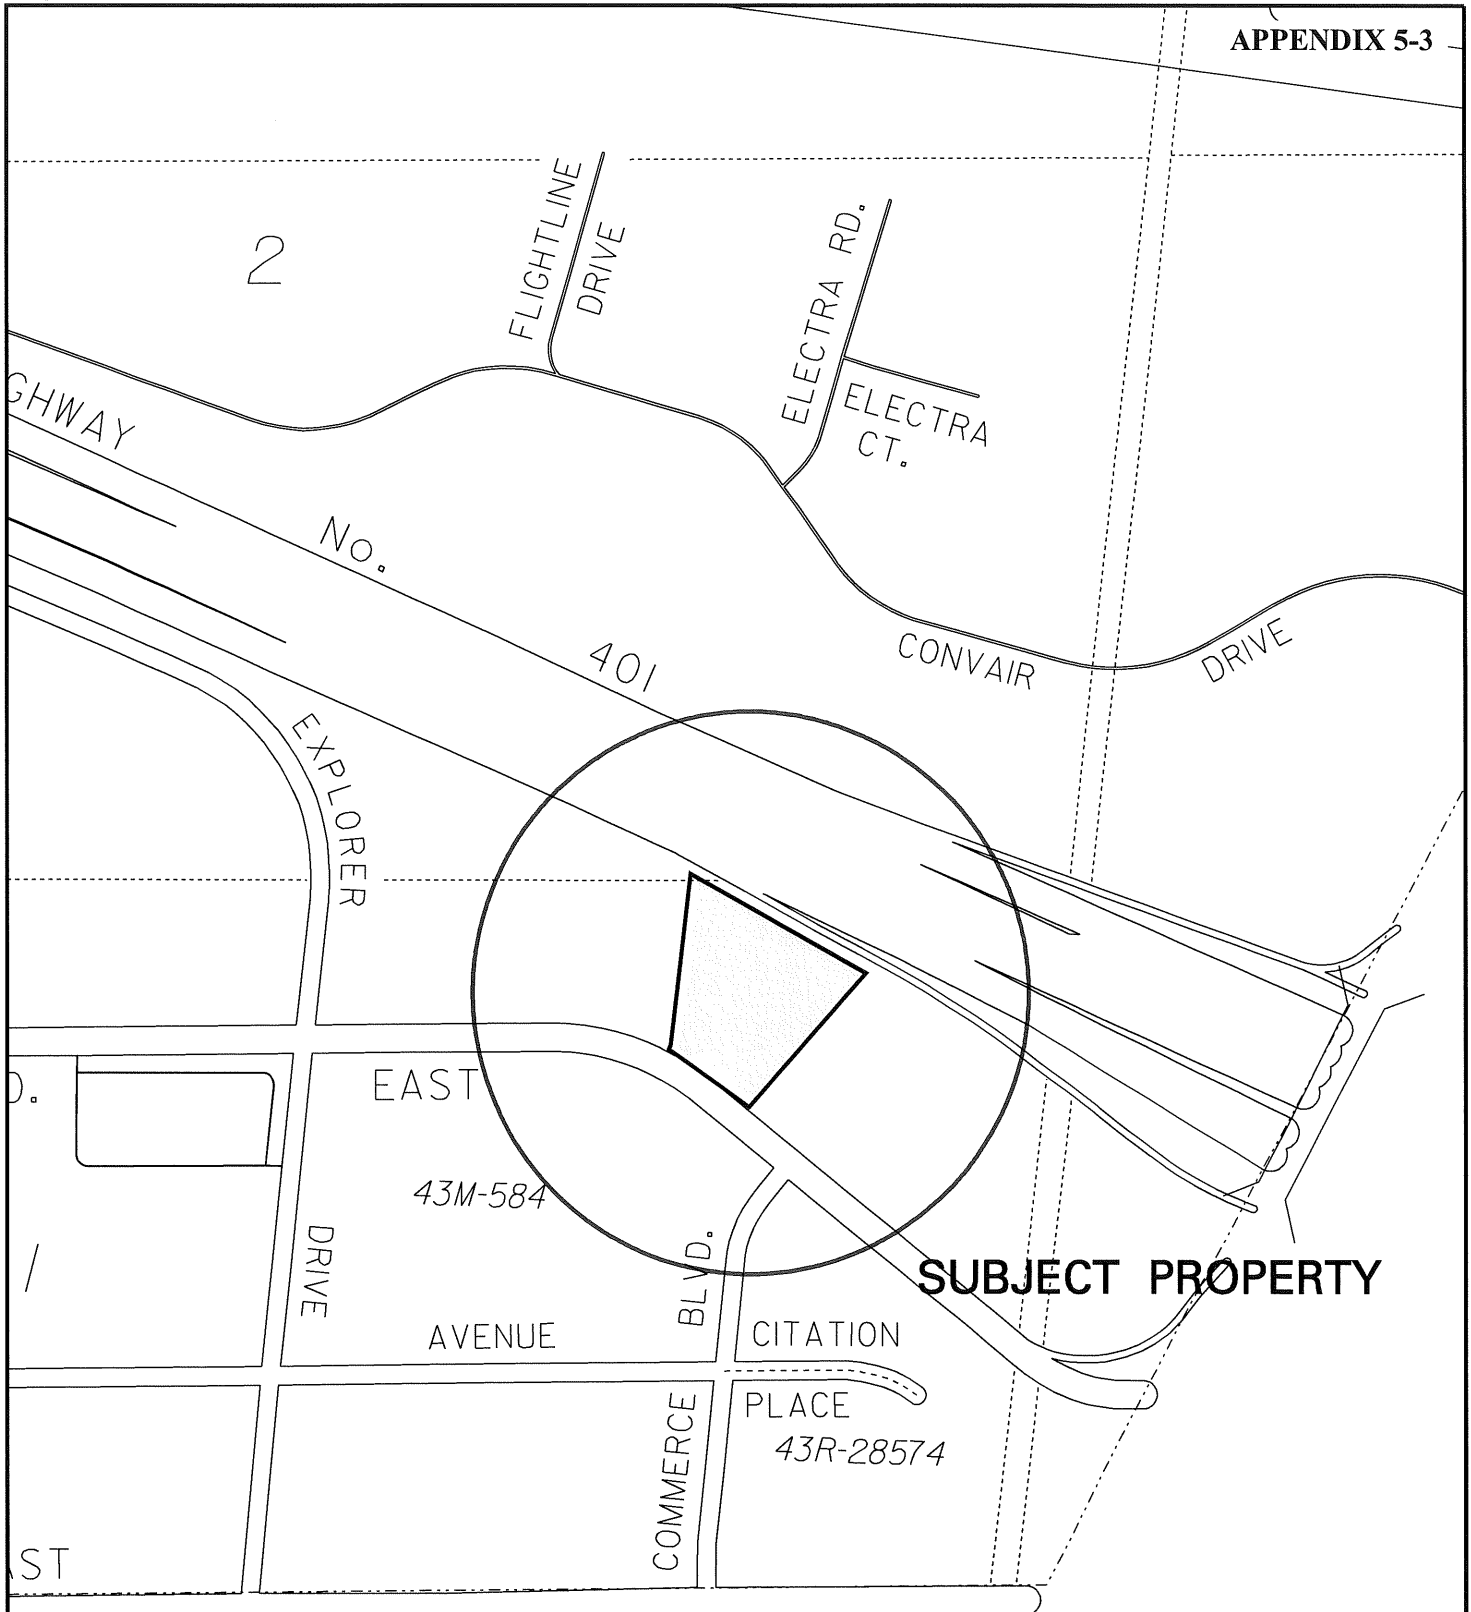 APPENDIX 5-3
2
FLIGHTLINE
DRIVE
ELECTRA RD.
ELECTRA
CT.
GHWAY
No.
401
CONVAIR
DRIVE
EXPLORER
D.
EAST
43M-584
DRIVE
BLVD.
SUBJECT PROPERTY
AVENUE
CITATION
PLACE
43R-28574
COMMERCE
AST